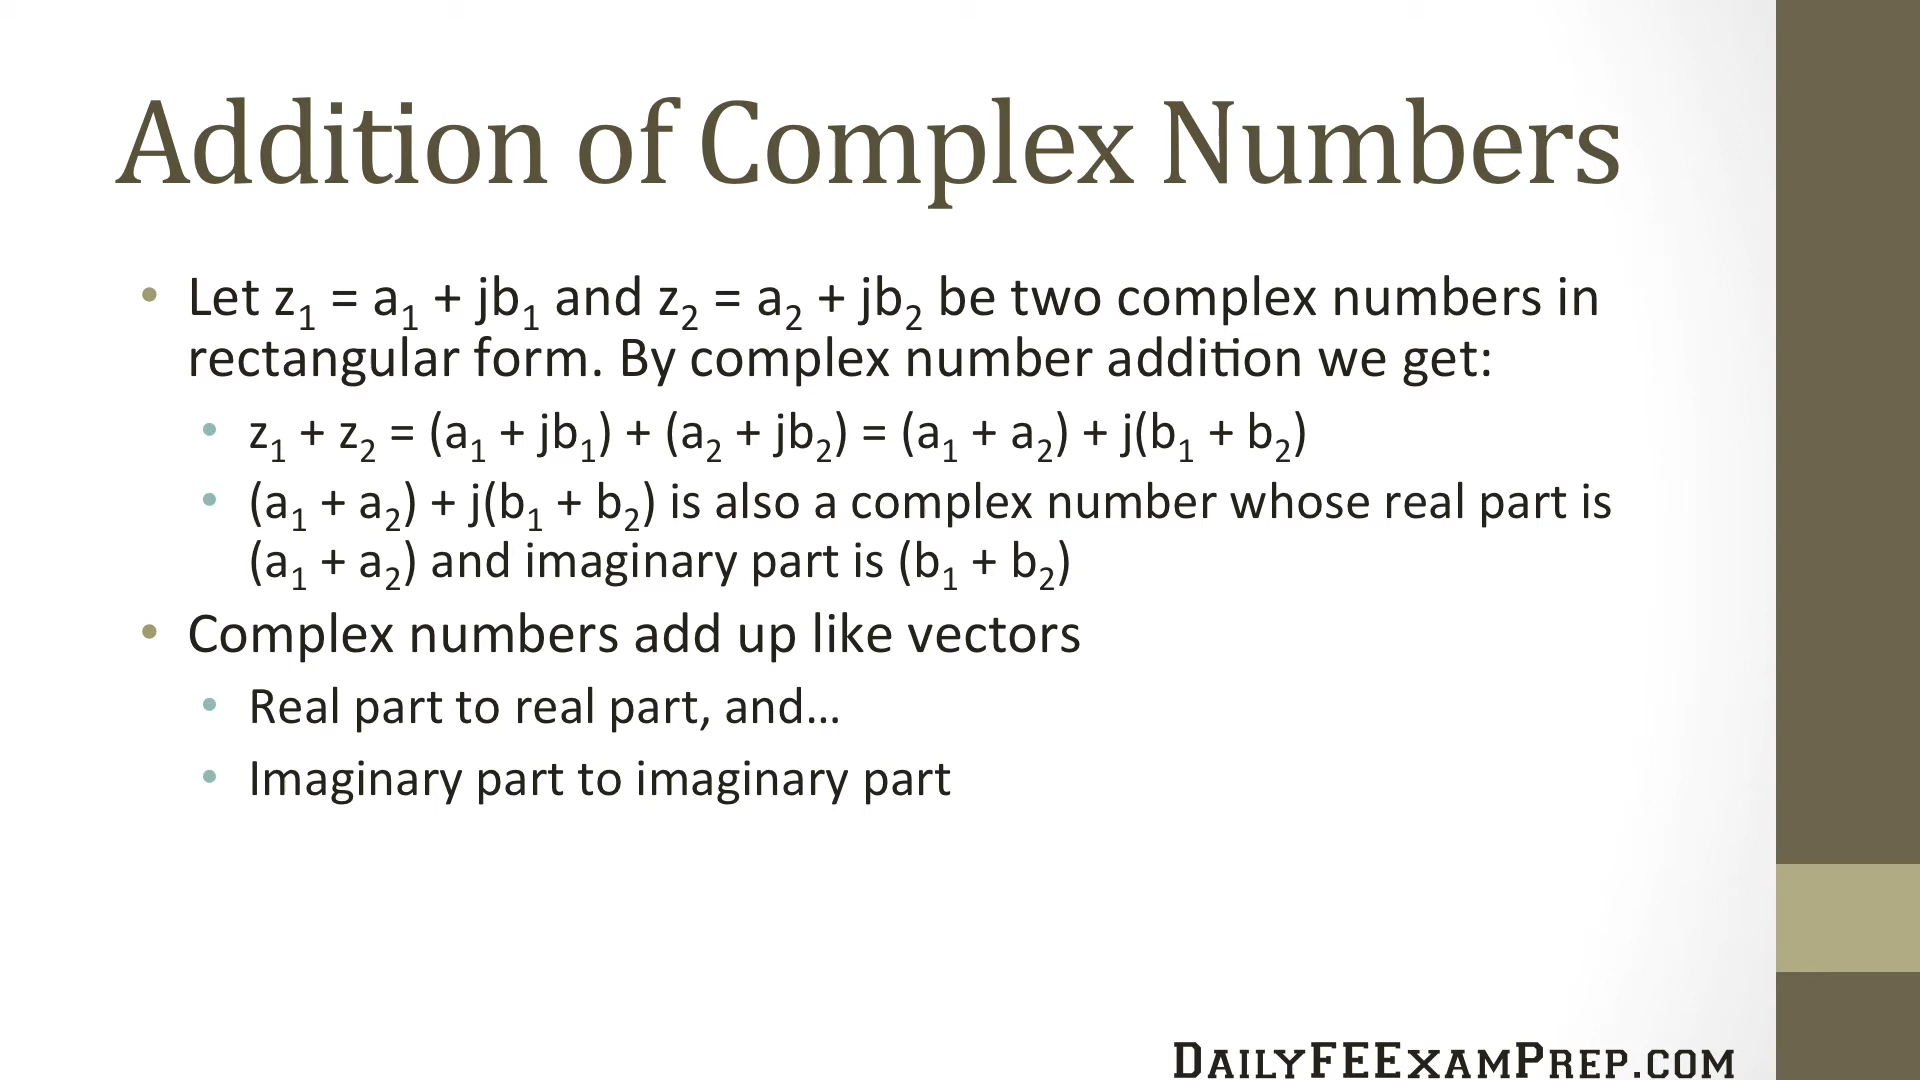 Addition of Complex Numbers
• Let z₁ = a₁ + jb₁ and z₂ = a₂ + jb₂ be two complex numbers in
rectangular form. By complex number addition we get:
• z₁ + z₂ = (a₁ + jb₁) + (a₂ + jb₂) = (a₁ + a₂) + j(b₁ + b₂)
• (a₁ + a₂) + j(b₁ + b₂) is also a complex number whose real part is
(a₁ + a₂) and imaginary part is (b₁ + b₂)
• Complex numbers add up like vectors
• Real part to real part, and…
• Imaginary part to imaginary part
DailyFEExamPrep.com